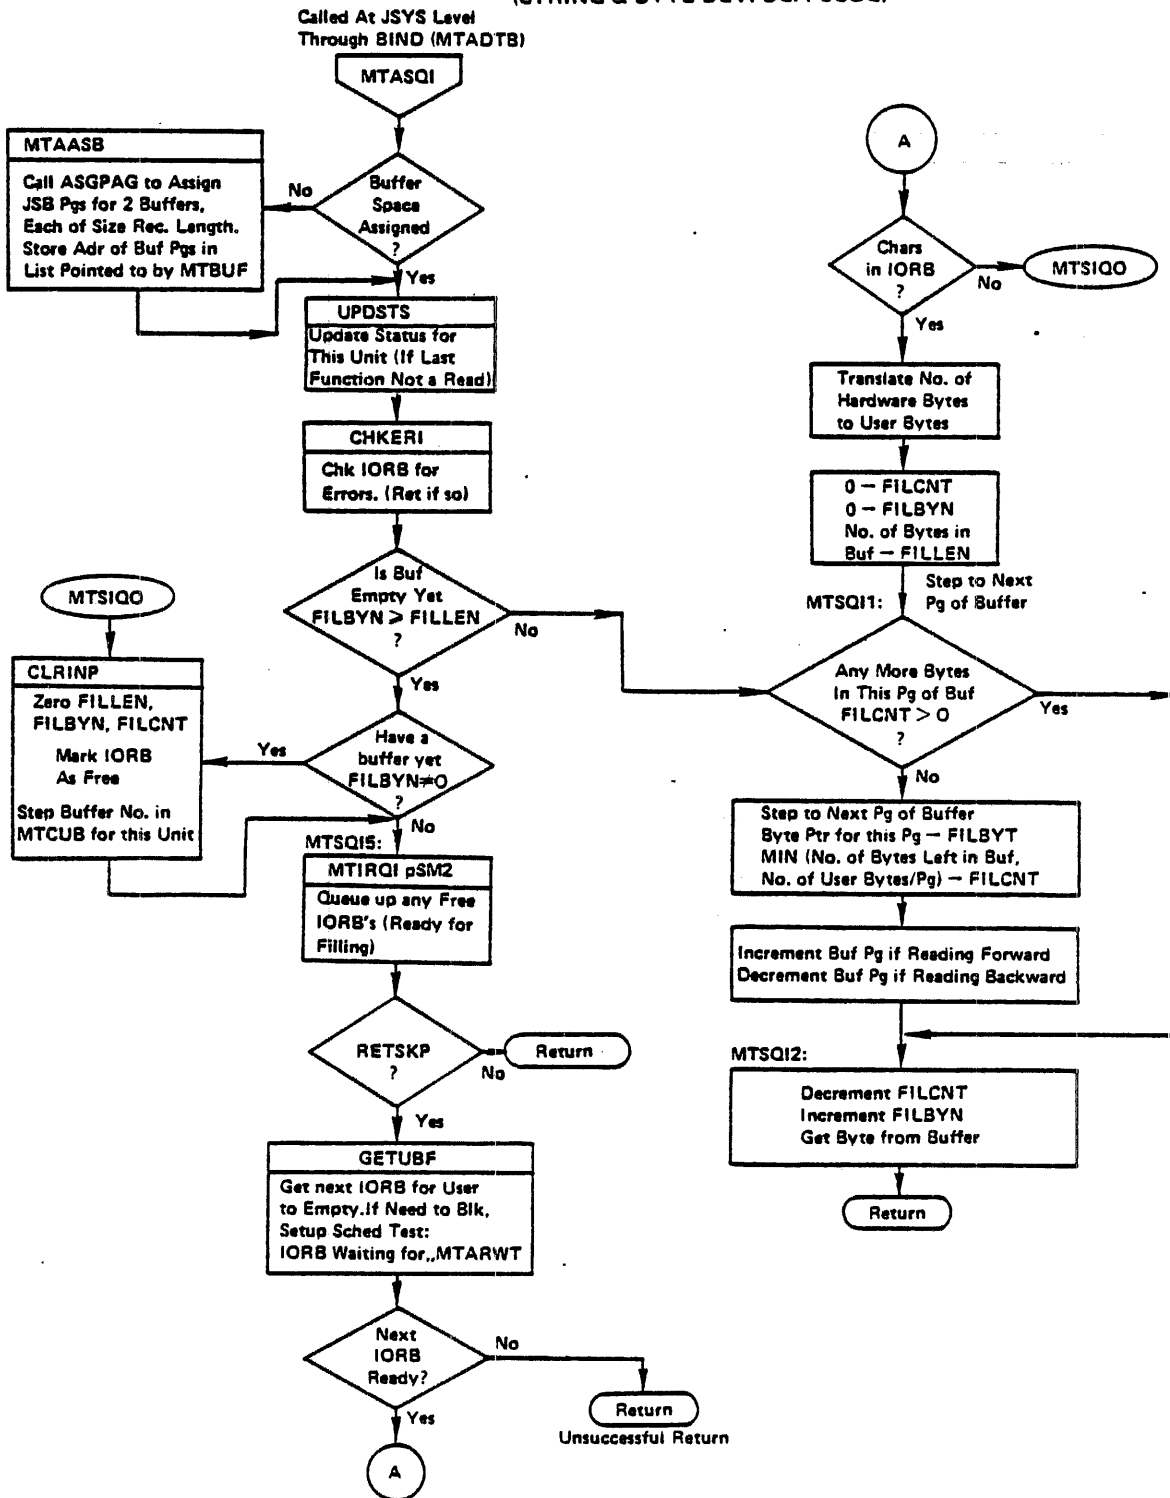 Called At JSYS Level
Through BIND (MTADTB)
MTASQI
MTAASB
Call ASGPAG to Assign
JSB Pgs for 2 Buffers,
Each of Size Rec. Length.
Store Adr of Buf Pgs in
List Pointed to by MTBUF
No
Buffer
Space
Assigned
?
Yes
UPDSTS
Update Status for
This Unit (If Last
Function Not a Read)
CHKERI
Chk IORB for
Errors. (Ret if so)
Is Buf
Empty Yet
FILBYN ≥ FILLEN
?
No
Yes
MTSIQO
CLRINP
Zero FILLEN,
FILBYN, FILCNT
Mark IORB
As Free
Step Buffer No. in
MTCUB for this Unit
Yes
Have a
buffer yet
FILBYN≠O
?
No
MTSQI5:
MTIRQI pSM2
Queue up any Free
IORB's (Ready for
Filling)
RETSKP
?
No
Return
Yes
GETUBF
Get next IORB for User
to Empty.If Need to Blk,
Setup Sched Test:
IORB Waiting for,,MTARWT
Next
IORB
Ready?
No
Return
Unsuccessful Return
Yes
A
A
Chars
in IORB
?
No
MTSIQO
Yes
Translate No. of
Hardware Bytes
to User Bytes
0 — FILCNT
0 — FILBYN
No. of Bytes in
Buf — FILLEN
Step to Next
Pg of Buffer
MTSQI1:
Any More Bytes
In This Pg of Buf
FILCNT > O
?
Yes
No
Step to Next Pg of Buffer
Byte Ptr for this Pg — FILBYT
MIN (No. of Bytes Left in Buf,
No. of User Bytes/Pg) — FILCNT
Increment Buf Pg if Reading Forward
Decrement Buf Pg if Reading Backward
MTSQI2:
Decrement FILCNT
Increment FILBYN
Get Byte from Buffer
Return